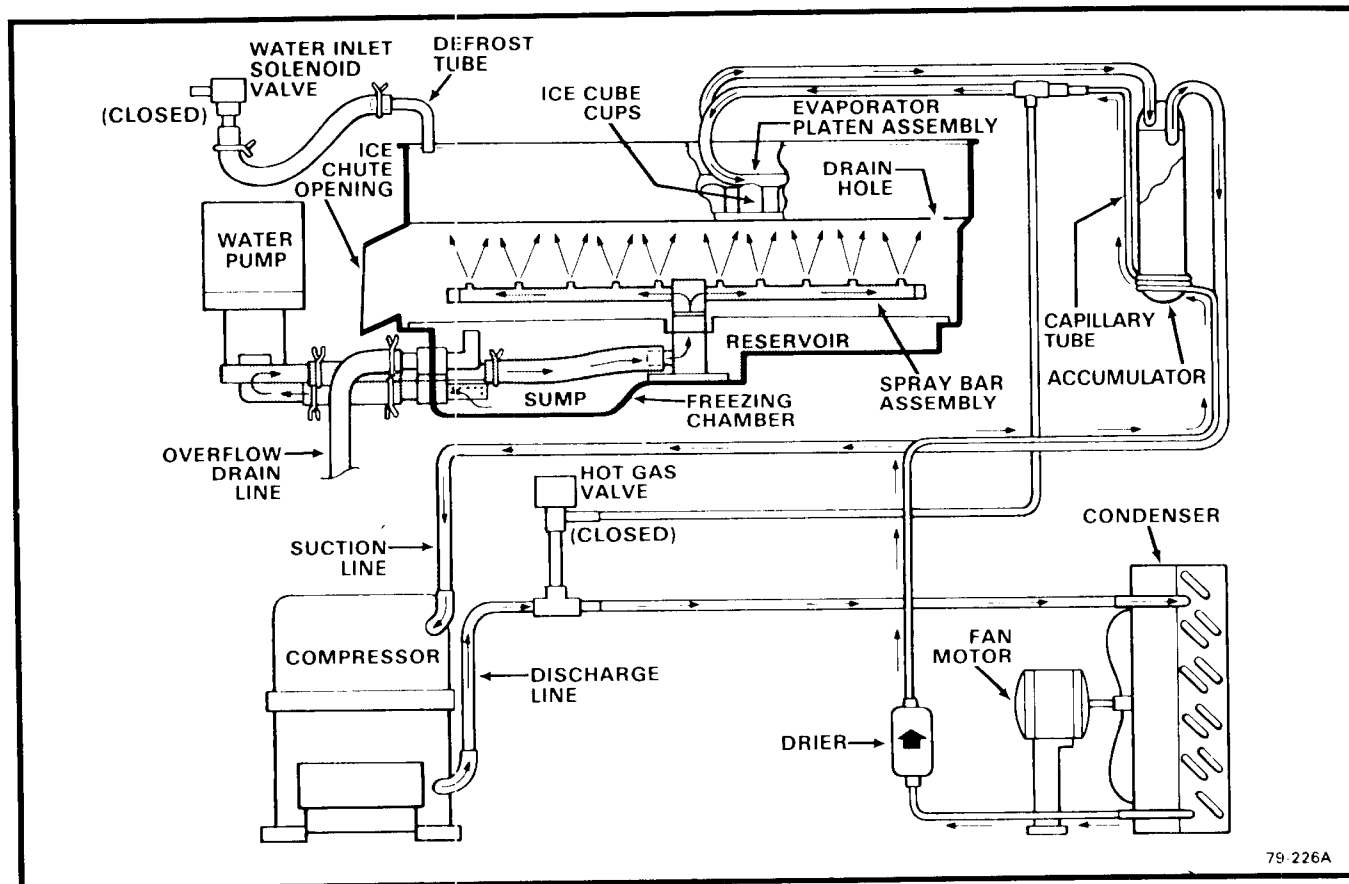 WATER INLET
SOLENOID
VALVE
(CLOSED)
DEFROST
TUBE
ICE CUBE
CUPS
EVAPORATOR
PLATEN ASSEMBLY
ICE
CHUTE
OPENING
DRAIN
HOLE
WATER
PUMP
CAPILLARY
TUBE
ACCUMULATOR
RESERVOIR
SPRAY BAR
ASSEMBLY
SUMP
FREEZING
CHAMBER
OVERFLOW
DRAIN
LINE
HOT GAS
VALVE
(CLOSED)
CONDENSER
SUCTION
LINE
COMPRESSOR
DISCHARGE
LINE
FAN
MOTOR
DRIER
79-226A